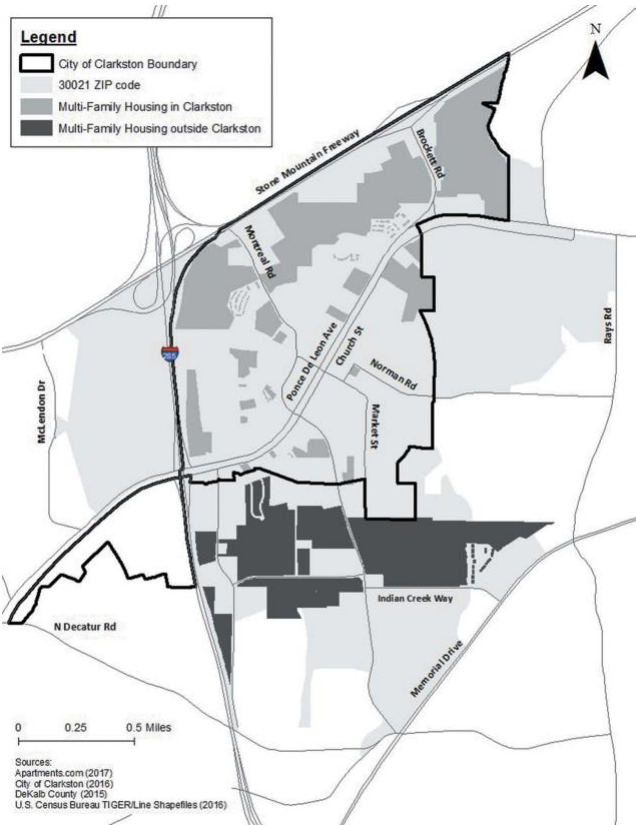 Legend
City of Clarkston Boundary
30021 ZIP code
Multi-Family Housing in Clarkston
Multi-Family Housing outside Clarkston
N
Stone Mountain Freeway
Brockett Rd
Montreal Rd
Ponce De Leon Ave
Church St
Norman Rd
Market St
Rays Rd
285
McLendon Dr
Indian Creek Way
N Decatur Rd
Memorial Drive
0 0.25 0.5 Miles
Sources:
Apartments.com (2017)
City of Clarkston (2016)
DeKalb County (2015)
U.S. Census Bureau TIGER/Line Shapefiles (2016)